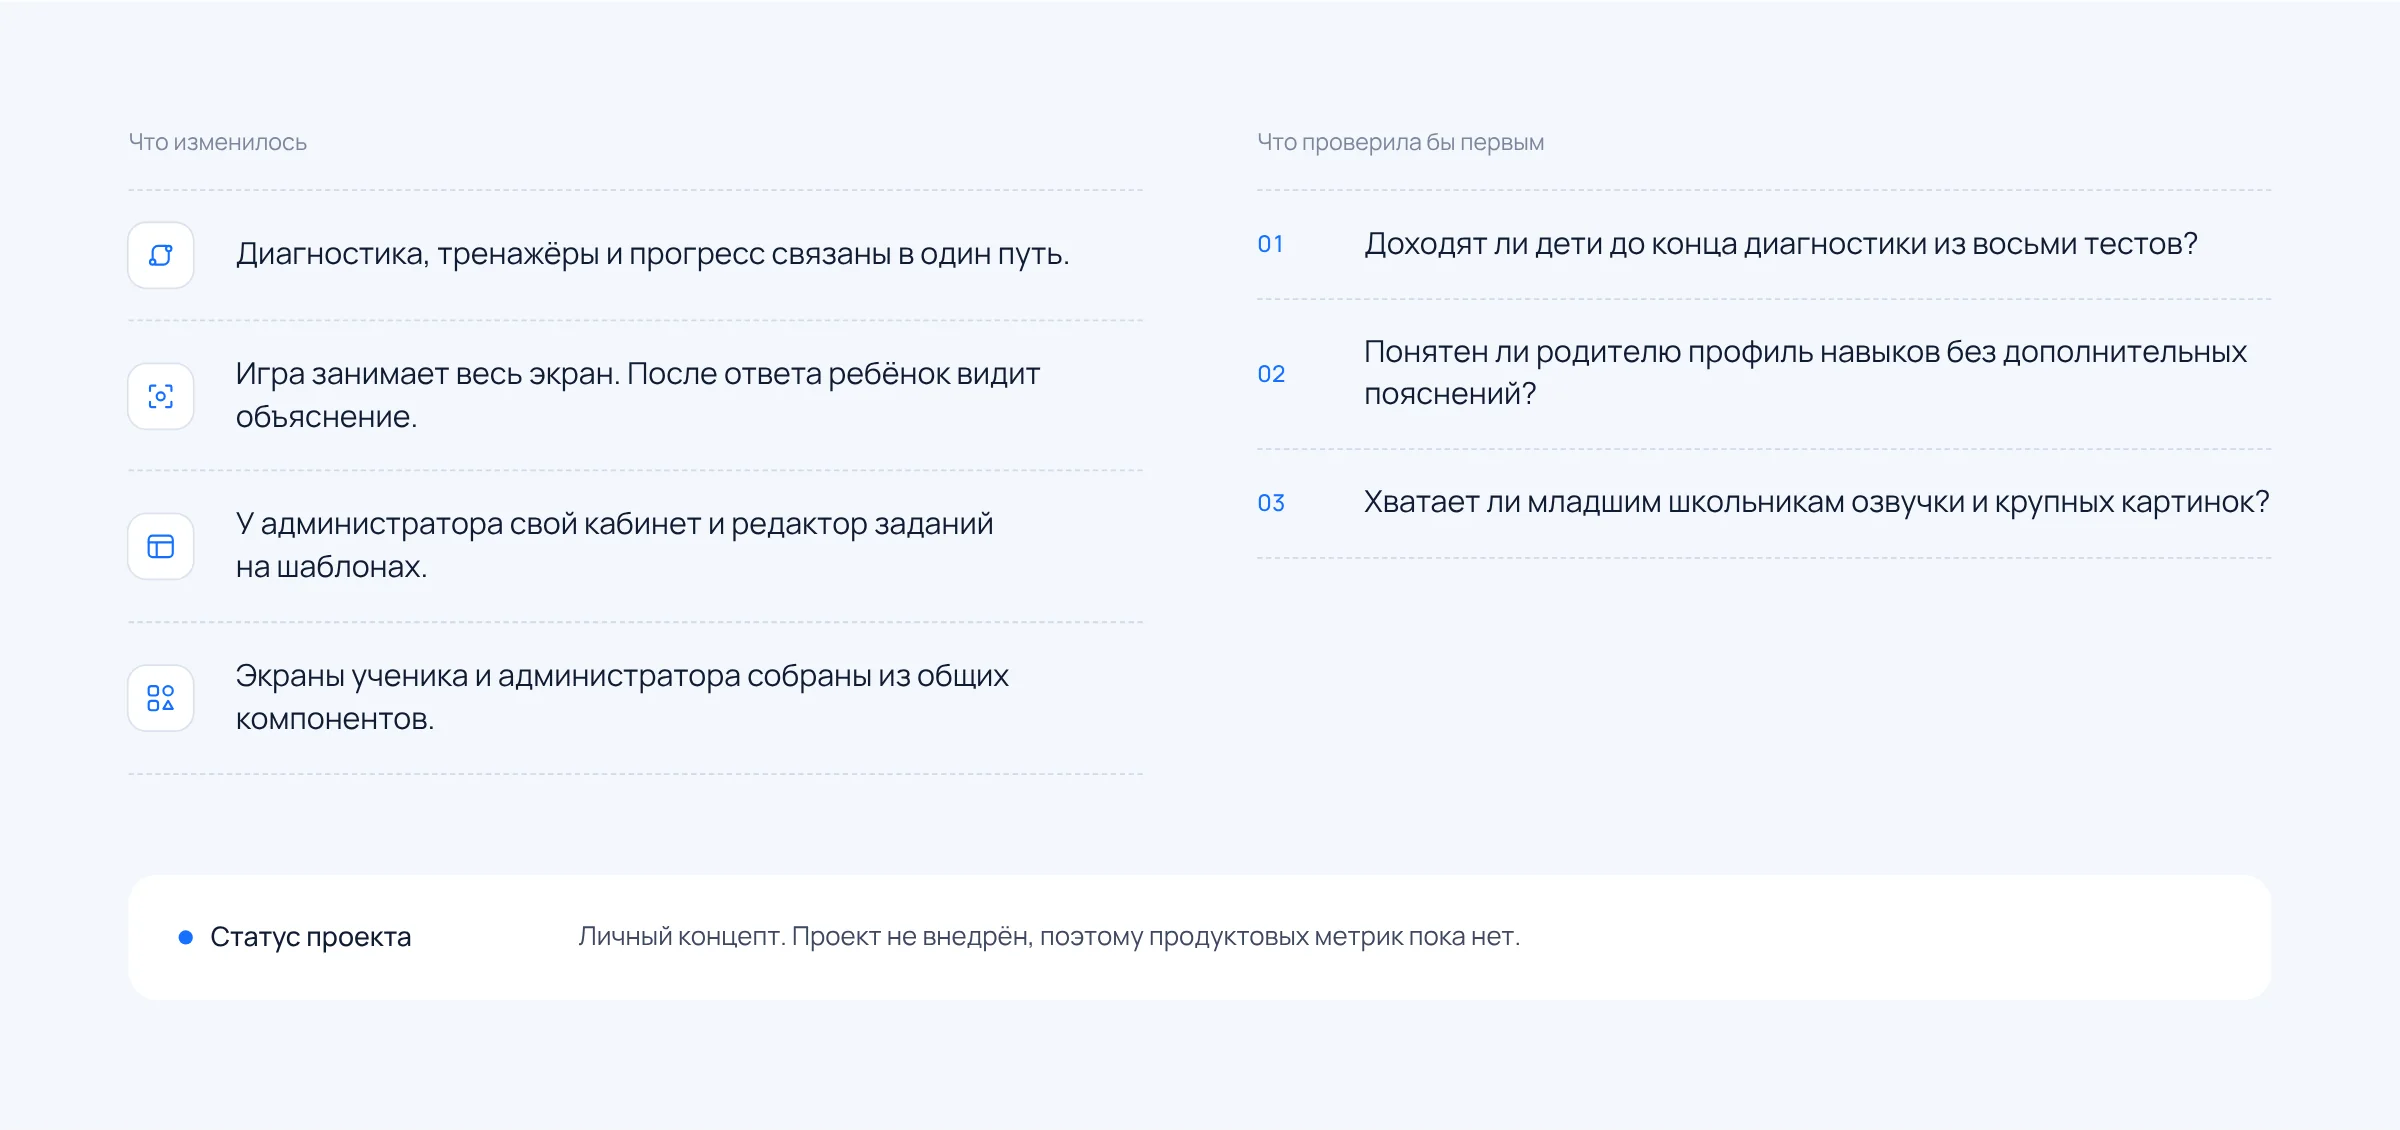 Что изменилось
Диагностика, тренажёры и прогресс связаны в один путь.
Игра занимает весь экран. После ответа ребёнок видит
объяснение.
У администратора свой кабинет и редактор заданий
на шаблонах.
Экраны ученика и администратора собраны из общих
компонентов.
Что проверила бы первым
01 Доходят ли дети до конца диагностики из восьми тестов?
02 Понятен ли родителю профиль навыков без дополнительных
пояснений?
03 Хватает ли младшим школьникам озвучки и крупных картинок?
Статус проекта
Личный концепт. Проект не внедрён, поэтому продуктовых метрик пока нет.